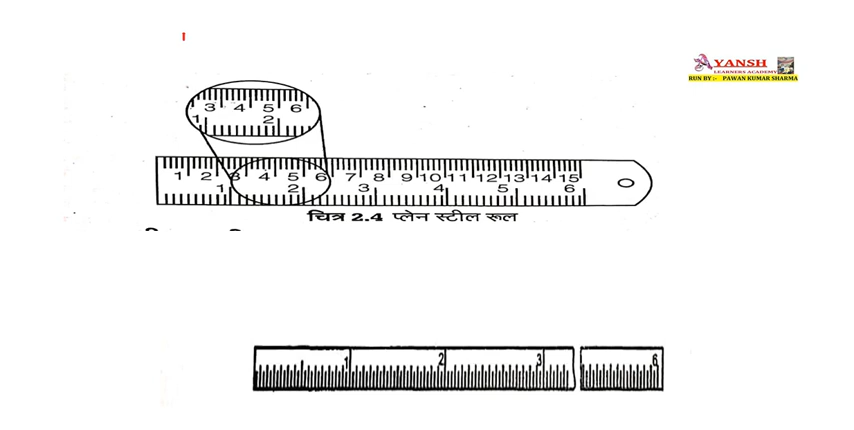 AYANSH
LEARNERS ACADEMY
RUN BY :- PAWAN KUMAR SHARMA
3 4 5 6
1 2
1 2 3 4 5 6 7 8 9 10 11 12 13 14 15
1 2 3 4 5 6
चित्र 2.4 प्लेन स्टील रूल
1 2 3 6